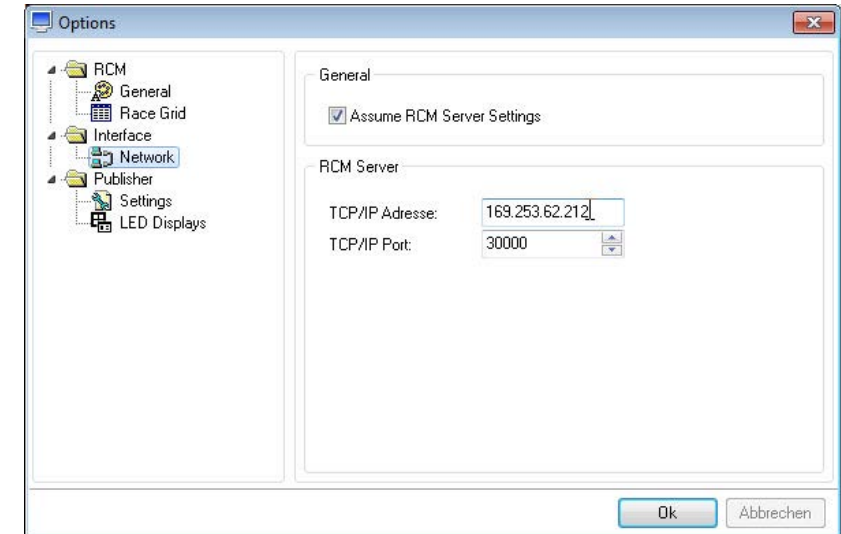 Options
RCM
General
Race Grid
Interface
Network
Publisher
Settings
LED Displays
General
Assume RCM Server Settings
RCM Server
TCP/IP Adresse: 169.253.62.212
TCP/IP Port: 30000
Ok Abbrechen